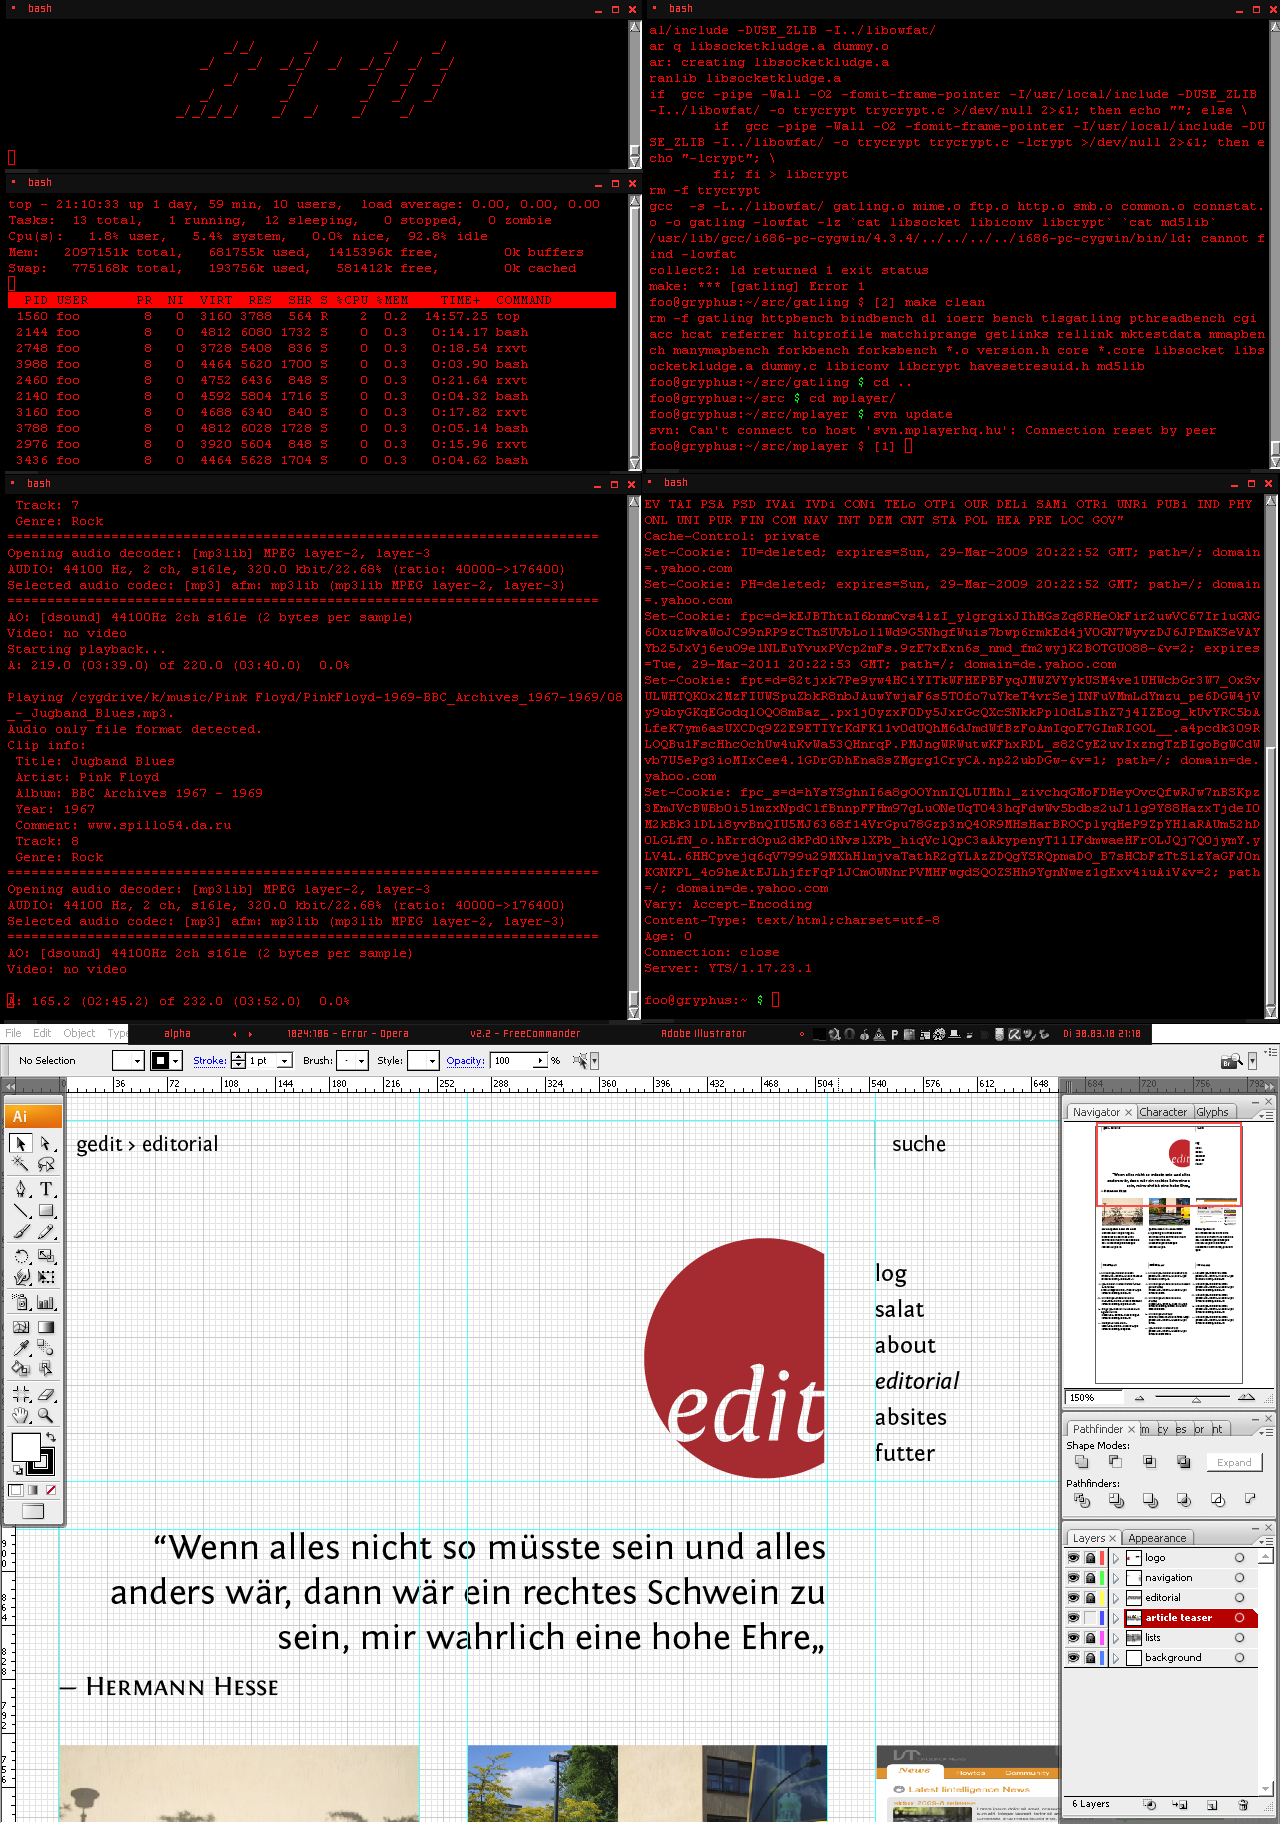 bash
21:10
bash
top - 21:10:33 up 1 day, 59 min, 10 users,  load average: 0.00, 0.00, 0.00
Tasks:  13 total,   1 running,  12 sleeping,   0 stopped,   0 zombie
Cpu(s):   1.8% user,   5.4% system,   0.0% nice,  92.8% idle
Mem:   2097151k total,   681755k used,  1415396k free,        0k buffers
Swap:   775168k total,   193756k used,   581412k free,        0k cached
PID USER      PR  NI  VIRT  RES  SHR S %CPU %MEM    TIME+  COMMAND
1560 foo        8   0  3160 3788  564 R    2  0.2  14:57.25 top
2144 foo        8   0  4812 6080 1732 S    0  0.3   0:14.17 bash
2748 foo        8   0  3728 5408  836 S    0  0.3   0:18.54 rxvt
3988 foo        8   0  4464 5620 1700 S    0  0.3   0:03.90 bash
2460 foo        8   0  4752 6436  848 S    0  0.3   0:21.64 rxvt
2140 foo        8   0  4592 5804 1716 S    0  0.3   0:04.32 bash
3160 foo        8   0  4688 6340  840 S    0  0.3   0:17.82 rxvt
3788 foo        8   0  4812 6028 1728 S    0  0.3   0:05.14 bash
2976 foo        8   0  3920 5604  848 S    0  0.3   0:15.96 rxvt
3436 foo        8   0  4464 5628 1704 S    0  0.3   0:04.62 bash
bash
al/include -DUSE_ZLIB -I../libowfat/
ar q libsocketkludge.a dummy.o
ar: creating libsocketkludge.a
ranlib libsocketkludge.a
if  gcc -pipe -Wall -O2 -fomit-frame-pointer -I/usr/local/include -DUSE_ZLIB
-I../libowfat/ -o trycrypt trycrypt.c >/dev/null 2>&1; then echo ""; else \
if  gcc -pipe -Wall -O2 -fomit-frame-pointer -I/usr/local/include -DU
SE_ZLIB -I../libowfat/ -o trycrypt trycrypt.c -lcrypt >/dev/null 2>&1; then e
cho "-lcrypt"; \
fi; fi > libcrypt
rm -f trycrypt
gcc  -s -L../libowfat/ gatling.o mime.o ftp.o http.o smb.o common.o connstat.
o -o gatling -lowfat -lz `cat libsocket libiconv libcrypt` `cat md5lib`
/usr/lib/gcc/i686-pc-cygwin/4.3.4/../../../../i686-pc-cygwin/bin/ld: cannot f
ind -lowfat
collect2: ld returned 1 exit status
make: *** [gatling] Error 1
foo@gryphus:~/src/gatling $ [2] make clean
rm -f gatling httpbench bindbench dl ioerr bench tlsgatling pthreadbench cgi
acc hcat referrer hitprofile matchiprange getlinks rellink mktestdata mmapben
ch manymapbench forkbench forksbench *.o version.h core *.core libsocket libs
ocketkludge.a dummy.c libiconv libcrypt havesetresuid.h md5lib
foo@gryphus:~/src/gatling $ cd ..
foo@gryphus:~/src $ cd mplayer/
foo@gryphus:~/src/mplayer $ svn update
svn: Can't connect to host 'svn.mplayerhq.hu': Connection reset by peer
foo@gryphus:~/src/mplayer $ [1]
bash
Track: 7
Genre: Rock
Opening audio decoder: [mp3lib] MPEG layer-2, layer-3
AUDIO: 44100 Hz, 2 ch, s16le, 320.0 kbit/22.68% (ratio: 40000->176400)
Selected audio codec: [mp3] afm: mp3lib (mp3lib MPEG layer-2, layer-3)
AO: [dsound] 44100Hz 2ch s16le (2 bytes per sample)
Video: no video
Starting playback...
A: 219.0 (03:39.0) of 220.0 (03:40.0)  0.0%
Playing /cygdrive/k/music/Pink Floyd/PinkFloyd-1969-BBC_Archives_1967-1969/08
_-_Jugband_Blues.mp3.
Audio only file format detected.
Clip info:
Title: Jugband Blues
Artist: Pink Floyd
Album: BBC Archives 1967 - 1969
Year: 1967
Comment: www.spillo54.da.ru
Track: 8
Genre: Rock
Opening audio decoder: [mp3lib] MPEG layer-2, layer-3
AUDIO: 44100 Hz, 2 ch, s16le, 320.0 kbit/22.68% (ratio: 40000->176400)
Selected audio codec: [mp3] afm: mp3lib (mp3lib MPEG layer-2, layer-3)
AO: [dsound] 44100Hz 2ch s16le (2 bytes per sample)
Video: no video
A: 165.2 (02:45.2) of 232.0 (03:52.0)  0.0%
bash
EV TAI PSA PSD IVAi IVDi CONi TELo OTPi OUR DELi SAMi OTRi UNRi PUBi IND PHY
ONL UNI PUR FIN COM NAV INT DEM CNT STA POL HEA PRE LOC GOV"
Cache-Control: private
Set-Cookie: IU=deleted; expires=Sun, 29-Mar-2009 20:22:52 GMT; path=/; domain
=.yahoo.com
Set-Cookie: PH=deleted; expires=Sun, 29-Mar-2009 20:22:52 GMT; path=/; domain
=.yahoo.com
=Tue, 29-Mar-2011 20:22:53 GMT; path=/; domain=de.yahoo.com
yahoo.com
=/; domain=de.yahoo.com
Vary: Accept-Encoding
Content-Type: text/html;charset=utf-8
Age: 0
Connection: close
Server: YTS/1.17.23.1
foo@gryphus:~ $
File Edit Object Type
alpha
1024:186 - Error - Opera
v2.2 - FreeCommander
Adobe Illustrator
Di 30.03.10 21:10
No Selection Stroke: 1 pt Brush: Style: Opacity: 100 %
0 36 72 108 144 180 216 252 288 324 360 396 432 468 504 540 576 612 648 684 720 756 792
Ai
gedit > editorial
suche
log
salat
about
editorial
absites
futter
edit
“Wenn alles nicht so müsste sein und alles
anders wär, dann wär ein rechtes Schwein zu
sein, mir wahrlich eine hohe Ehre„
— Hermann Hesse
News Howtos Community
Latest Iintelligence News
Navigator Character Glyphs
150%
Pathfinder
Shape Modes:
Expand
Pathfinders:
Layers Appearance
logo
navigation
editorial
article teaser
lists
background
6 Layers